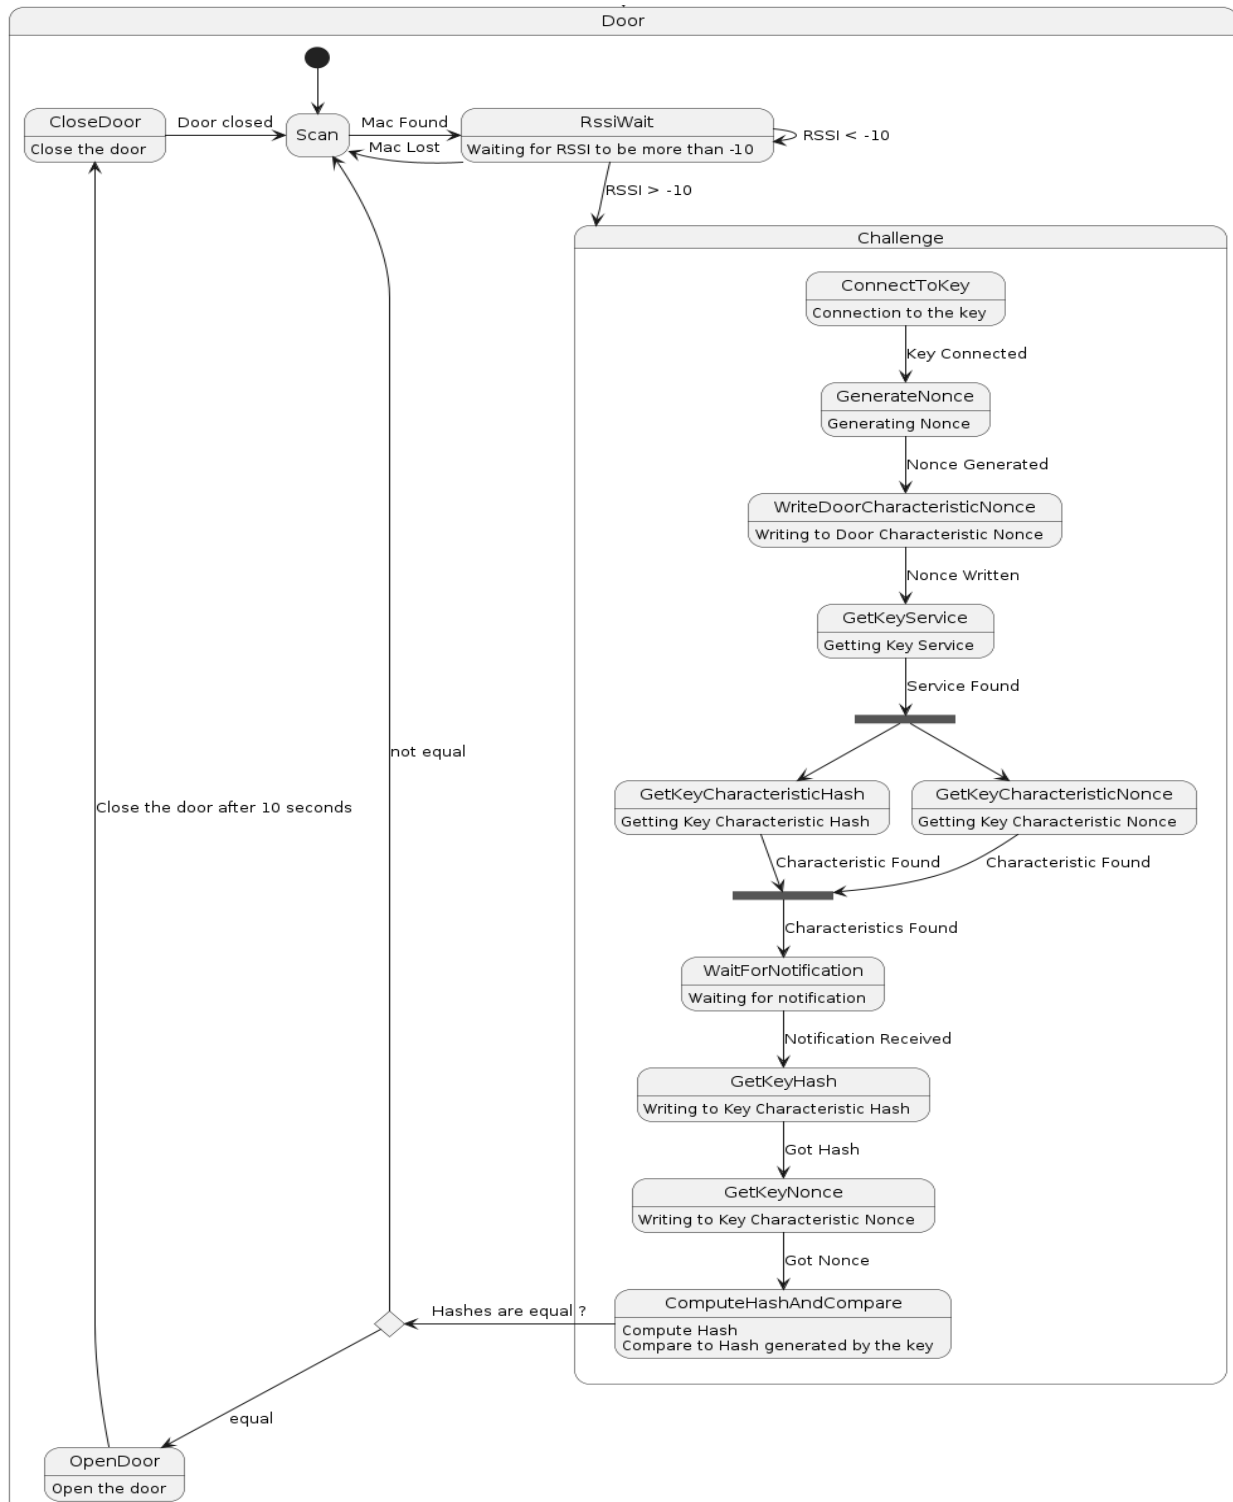 Door
CloseDoor
Close the door
Door closed
Scan
Mac Found
Mac Lost
RssiWait
Waiting for RSSI to be more than -10
RSSI < -10
RSSI > -10
Challenge
ConnectToKey
Connection to the key
Key Connected
GenerateNonce
Generating Nonce
Nonce Generated
WriteDoorCharacteristicNonce
Writing to Door Characteristic Nonce
Nonce Written
GetKeyService
Getting Key Service
Service Found
GetKeyCharacteristicHash
Getting Key Characteristic Hash
GetKeyCharacteristicNonce
Getting Key Characteristic Nonce
Characteristic Found
Characteristic Found
Characteristics Found
WaitForNotification
Waiting for notification
Notification Received
GetKeyHash
Writing to Key Characteristic Hash
Got Hash
GetKeyNonce
Writing to Key Characteristic Nonce
Got Nonce
ComputeHashAndCompare
Compute Hash
Compare to Hash generated by the key
Hashes are equal ?
not equal
Close the door after 10 seconds
equal
OpenDoor
Open the door